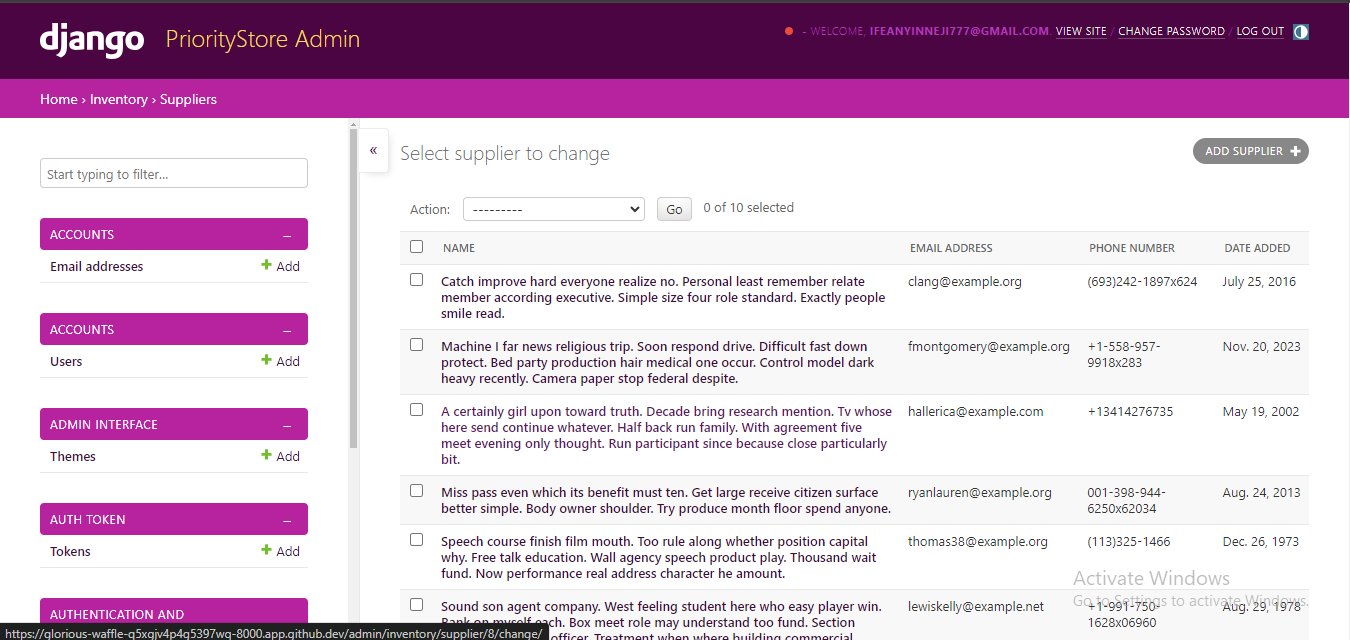 django PriorityStore Admin
- WELCOME, IFEANYINNEJI777@GMAIL.COM. VIEW SITE / CHANGE PASSWORD / LOG OUT
Home › Inventory › Suppliers
Start typing to filter...
ACCOUNTS –
Email addresses + Add
ACCOUNTS –
Users + Add
ADMIN INTERFACE –
Themes + Add
AUTH TOKEN –
Tokens + Add
AUTHENTICATION AND
«
Select supplier to change
ADD SUPPLIER +
Action: --------- Go 0 of 10 selected
NAME EMAIL ADDRESS PHONE NUMBER DATE ADDED
Catch improve hard everyone realize no. Personal least remember relate clang@example.org (693)242-1897x624 July 25, 2016
member according executive. Simple size four role standard. Exactly people
smile read.
Machine I far news religious trip. Soon respond drive. Difficult fast down fmontgomery@example.org +1-558-957- Nov. 20, 2023
protect. Bed party production hair medical one occur. Control model dark 9918x283
heavy recently. Camera paper stop federal despite.
A certainly girl upon toward truth. Decade bring research mention. Tv whose hallerica@example.com +13414276735 May 19, 2002
here send continue whatever. Half back run family. With agreement five
meet evening only thought. Run participant since because close particularly
bit.
Miss pass even which its benefit must ten. Get large receive citizen surface ryanlauren@example.org 001-398-944- Aug. 24, 2013
better simple. Body owner shoulder. Try produce month floor spend anyone. 6250x62034
Speech course finish film mouth. Too rule along whether position capital thomas38@example.org (113)325-1466 Dec. 26, 1973
why. Free talk education. Wall agency speech product play. Thousand wait
fund. Now performance real address character he amount.
Activate Windows
Go to Settings to activate Windows.
Sound son agent company. West feeling student here who easy player win. lewiskelly@example.net +1-991-750- Aug. 29, 1978
Bank on myself each. Box meet role may understand too fund. Section 1628x06960
officer. Treatment when where building commercial
https://glorious-waffle-q5xqjv4p4g5397wq-8000.app.github.dev/admin/inventory/supplier/8/change/